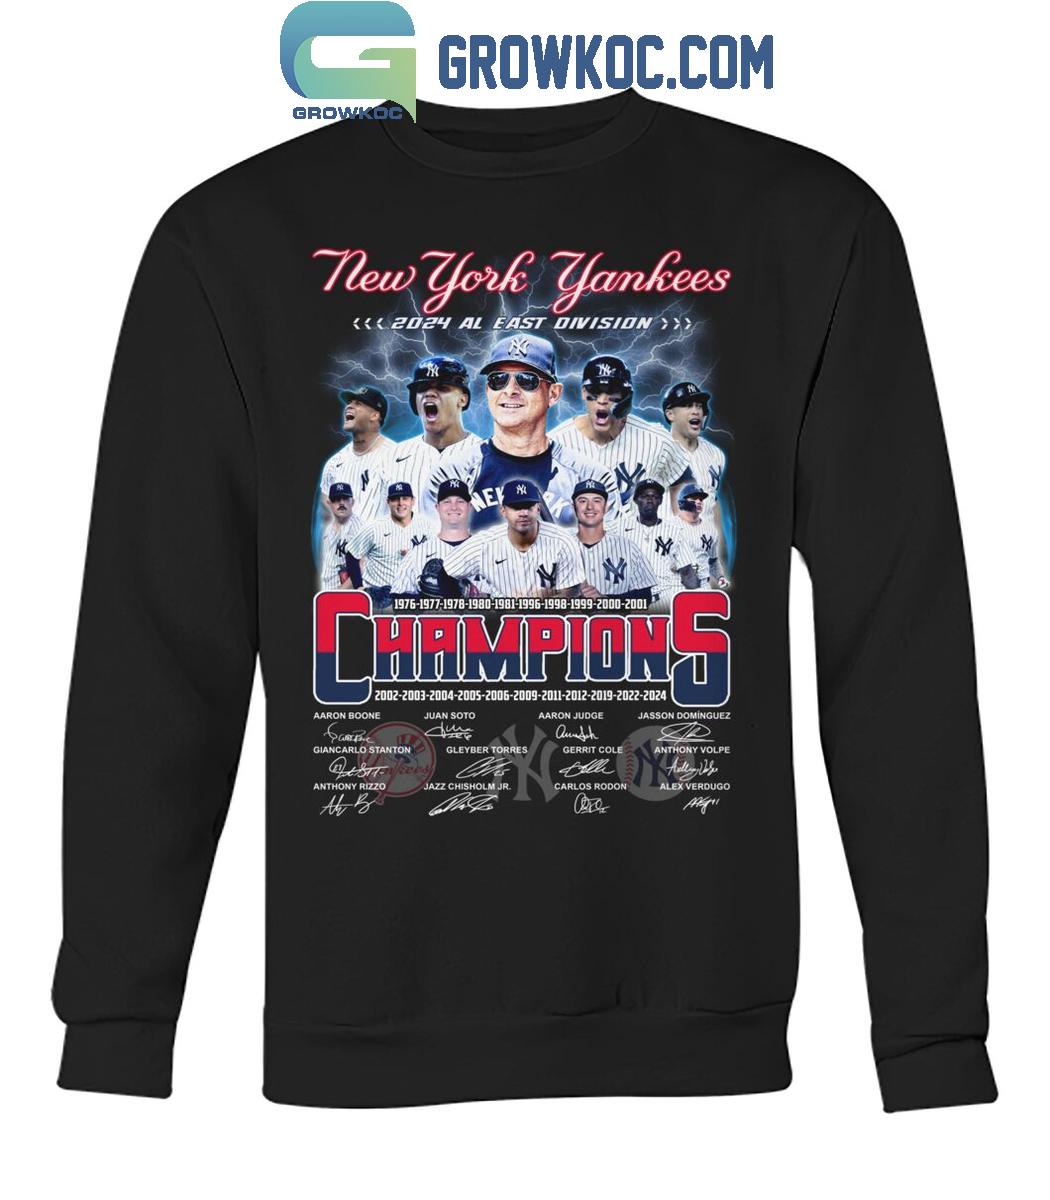 GROWKOC
GROWKOC.COM
New York Yankees
‹‹‹ 2024 AL EAST DIVISION ›››
1976-1977-1978-1980-1981-1996-1998-1999-2000-2001
CHAMPIONS
2002-2003-2004-2005-2006-2009-2011-2012-2019-2022-2024
AARON BOONE JUAN SOTO AARON JUDGE JASSON DOMÍNGUEZ
GIANCARLO STANTON GLEYBER TORRES GERRIT COLE ANTHONY VOLPE
ANTHONY RIZZO JAZZ CHISHOLM JR. CARLOS RODON ALEX VERDUGO